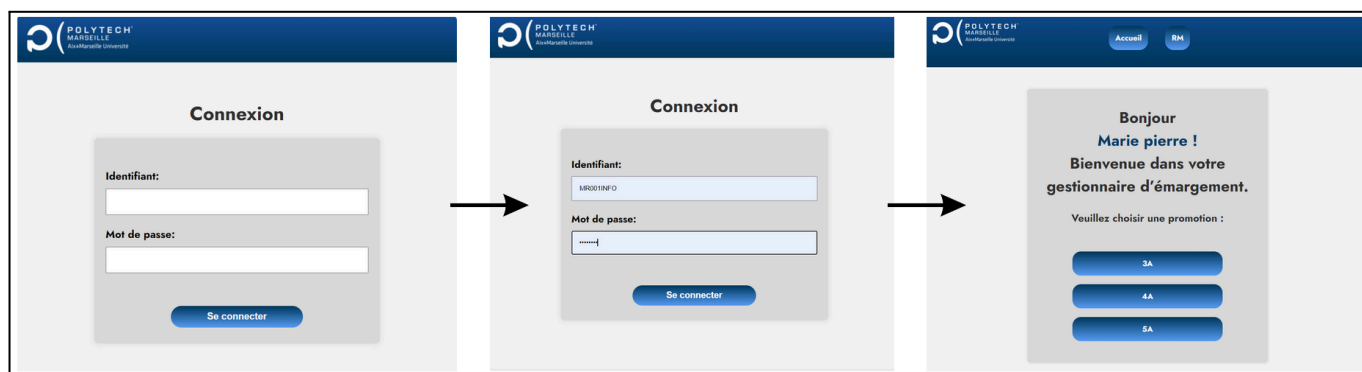 POLYTECH
MARSEILLE
Aix*Marseille Université
Connexion
Identifiant:
Mot de passe:
Se connecter
POLYTECH
MARSEILLE
Aix*Marseille Université
Connexion
Identifiant:
MR001INFO
Mot de passe:
••••••••
Se connecter
POLYTECH
MARSEILLE
Aix*Marseille Université
Accueil
RM
Bonjour
Marie pierre !
Bienvenue dans votre
gestionnaire d’émargement.
Veuillez choisir une promotion :
3A
4A
5A